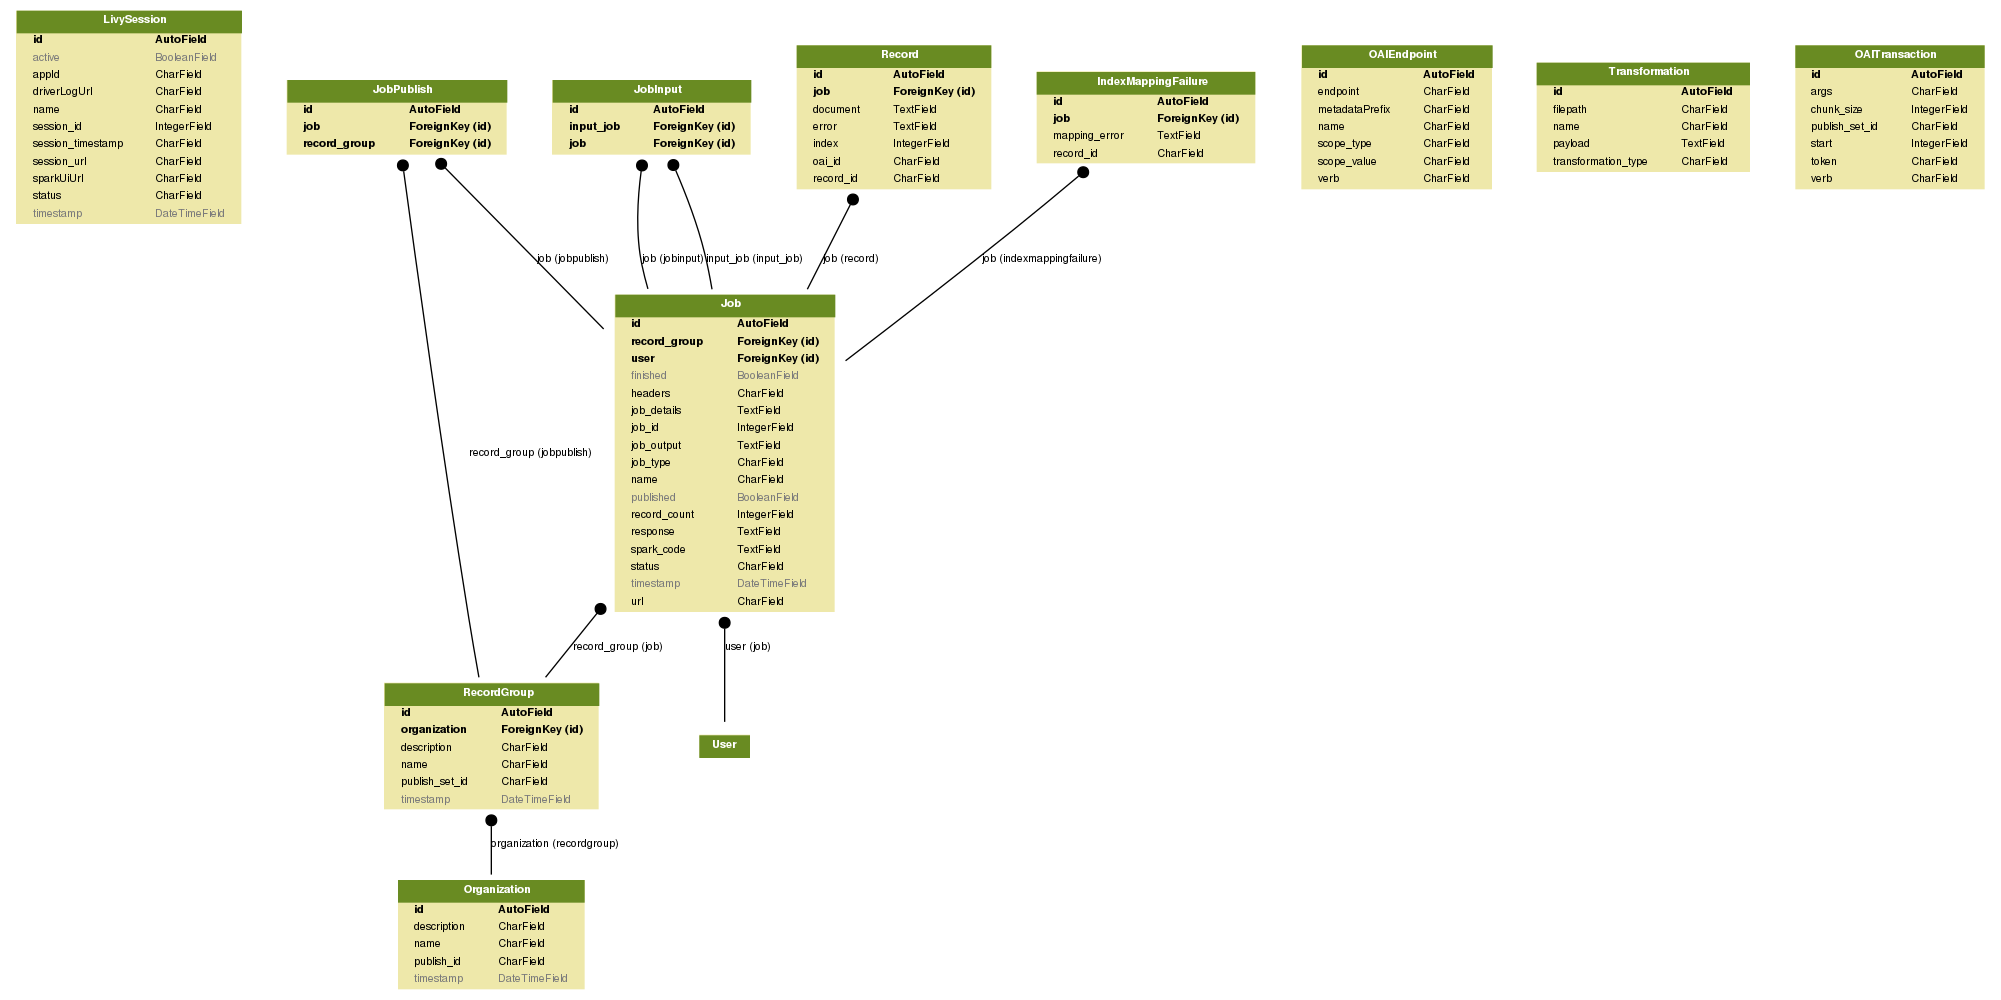 LivySession
id AutoField
active BooleanField
appId CharField
driverLogUrl CharField
name CharField
session_id IntegerField
session_timestamp CharField
session_url CharField
sparkUiUrl CharField
status CharField
timestamp DateTimeField
JobPublish
id AutoField
job ForeignKey (id)
record_group ForeignKey (id)
JobInput
id AutoField
input_job ForeignKey (id)
job ForeignKey (id)
Record
id AutoField
job ForeignKey (id)
document TextField
error TextField
index IntegerField
oai_id CharField
record_id CharField
IndexMappingFailure
id AutoField
job ForeignKey (id)
mapping_error TextField
record_id CharField
OAIEndpoint
id AutoField
endpoint CharField
metadataPrefix CharField
name CharField
scope_type CharField
scope_value CharField
verb CharField
Transformation
id AutoField
filepath CharField
name CharField
payload TextField
transformation_type CharField
OAITransaction
id AutoField
args CharField
chunk_size IntegerField
publish_set_id CharField
start IntegerField
token CharField
verb CharField
job (jobpublish)
job (jobinput)
input_job (input_job)
job (record)
job (indexmappingfailure)
Job
id AutoField
record_group ForeignKey (id)
user ForeignKey (id)
finished BooleanField
headers CharField
job_details TextField
job_id IntegerField
job_output TextField
job_type CharField
name CharField
published BooleanField
record_count IntegerField
response TextField
spark_code TextField
status CharField
timestamp DateTimeField
url CharField
record_group (jobpublish)
record_group (job)
user (job)
RecordGroup
id AutoField
organization ForeignKey (id)
description CharField
name CharField
publish_set_id CharField
timestamp DateTimeField
User
organization (recordgroup)
Organization
id AutoField
description CharField
name CharField
publish_id CharField
timestamp DateTimeField